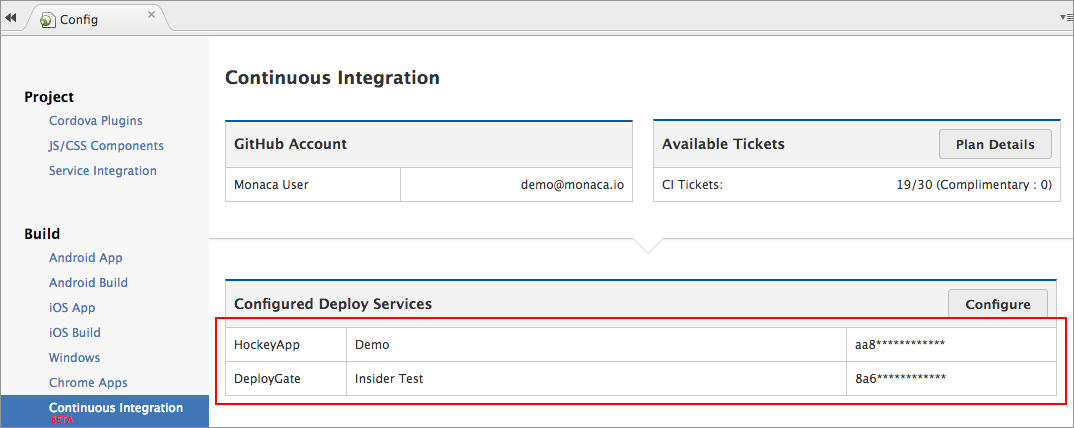 Config
Project
Cordova Plugins
JS/CSS Components
Service Integration
Build
Android App
Android Build
iOS App
iOS Build
Windows
Chrome Apps
Continuous Integration
BETA
Continuous Integration
GitHub Account
Monaca User demo@monaca.io
Available Tickets Plan Details
CI Tickets: 19/30 (Complimentary : 0)
Configured Deploy Services Configure
HockeyApp Demo aa8************
DeployGate Insider Test 8a6************